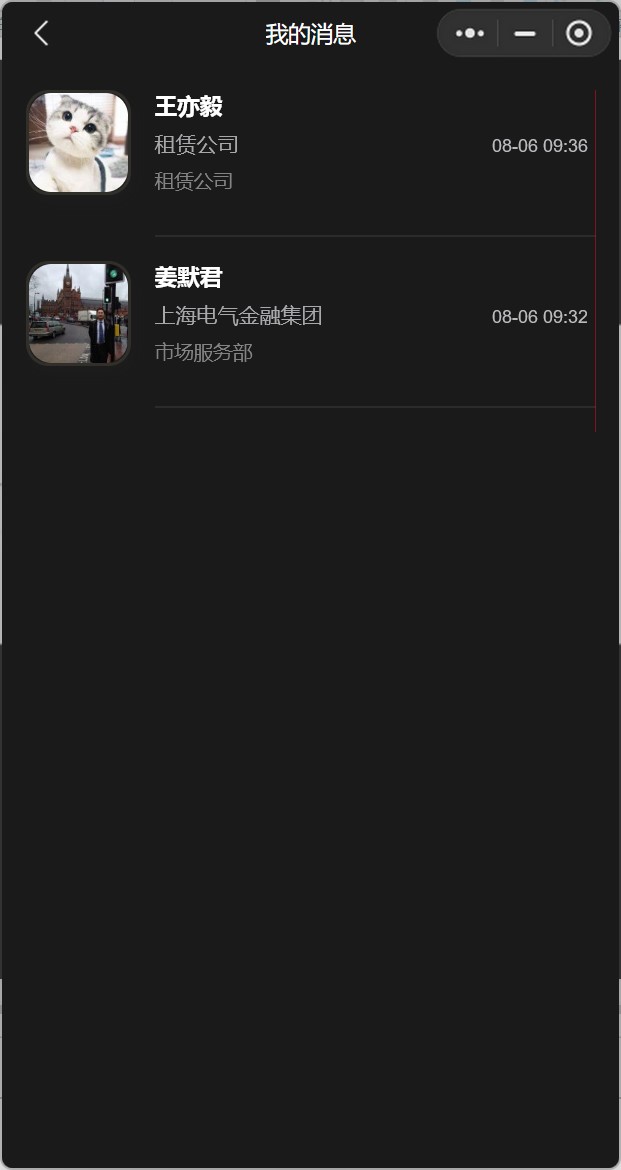 我的消息
王亦毅
租赁公司
08-06 09:36
租赁公司
姜默君
上海电气金融集团
08-06 09:32
市场服务部